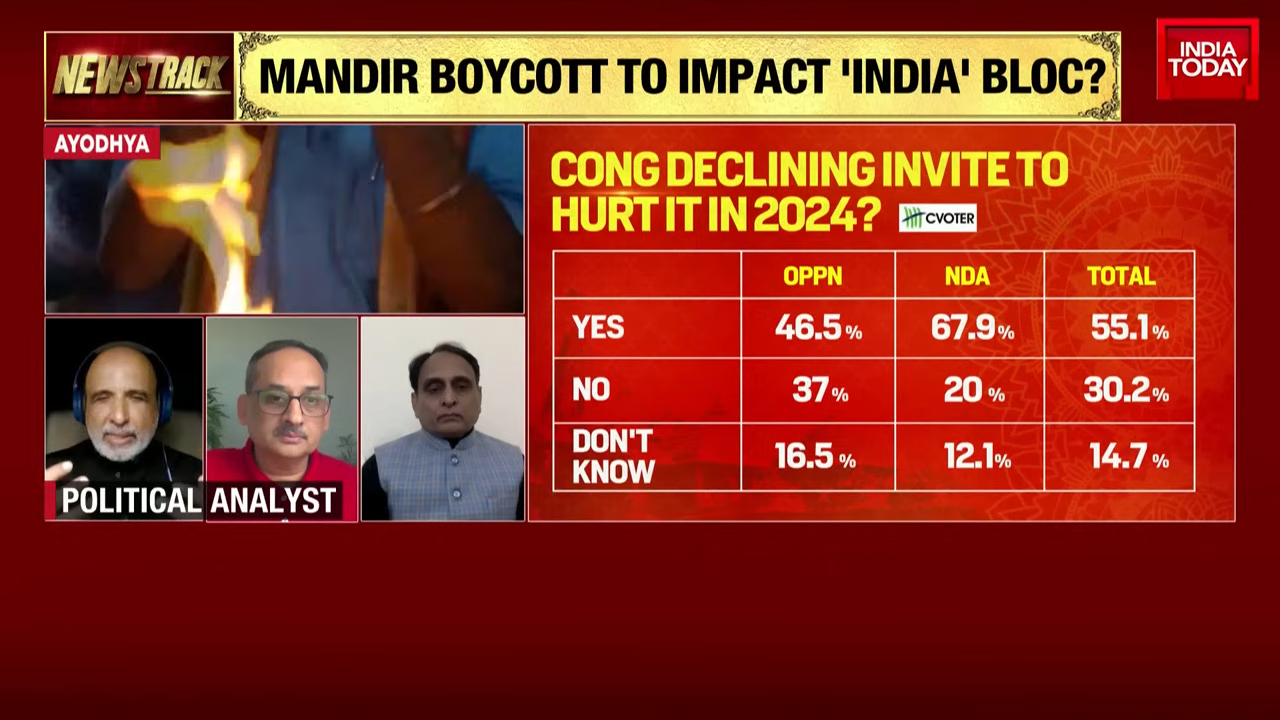 NEWSTRACK
MANDIR BOYCOTT TO IMPACT 'INDIA' BLOC?
INDIA
TODAY
AYODHYA
CONG DECLINING INVITE TO
HURT IT IN 2024?
CVOTER
OPPN NDA TOTAL
YES 46.5% 67.9% 55.1%
NO 37% 20 % 30.2%
DON'T
KNOW 16.5 % 12.1% 14.7 %
POLITICAL ANALYST